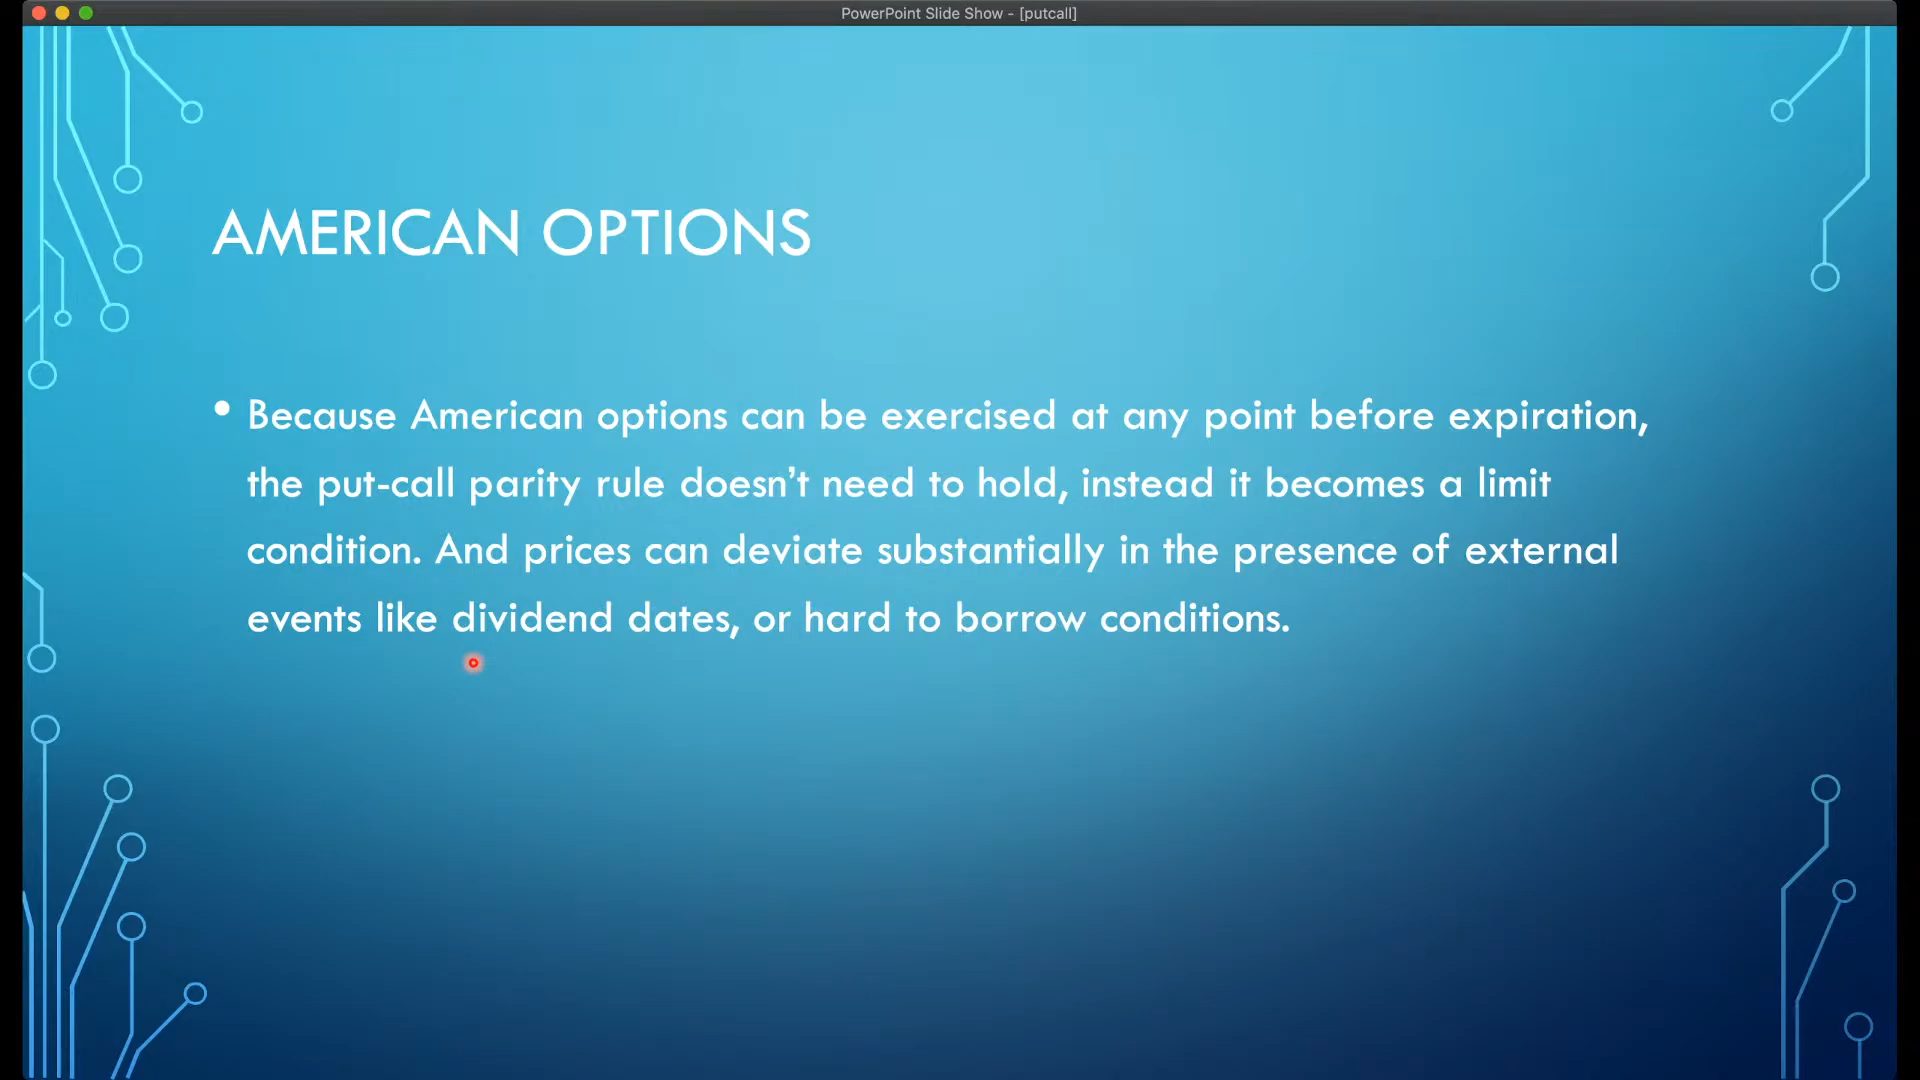 PowerPoint Slide Show - [putcall]
AMERICAN OPTIONS
• Because American options can be exercised at any point before expiration,
the put-call parity rule doesn’t need to hold, instead it becomes a limit
condition. And prices can deviate substantially in the presence of external
events like dividend dates, or hard to borrow conditions.